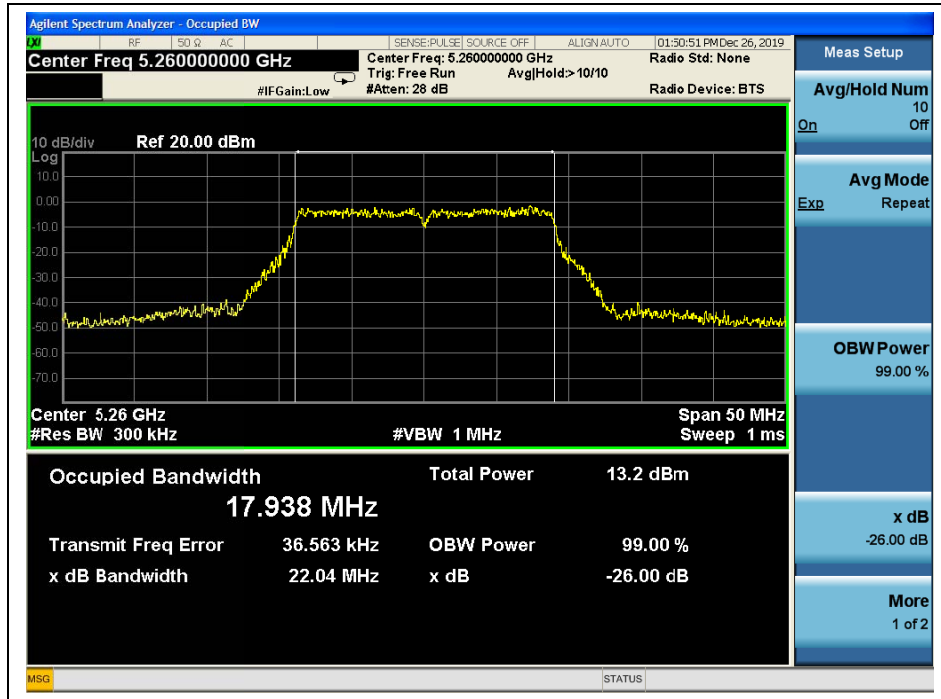 Agilent Spectrum Analyzer - Occupied BW
LXI RF 50 Ω AC SENSE:PULSE SOURCE OFF ALIGN AUTO 01:50:51 PM Dec 26, 2019
Center Freq 5.260000000 GHz
Center Freq: 5.260000000 GHz Radio Std: None
Trig: Free Run Avg|Hold:> 10/10
#IFGain:Low #Atten: 28 dB Radio Device: BTS
10 dB/div Ref 20.00 dBm
Log
10.0
0.00
-10.0
-20.0
-30.0
-40.0
-50.0
-60.0
-70.0
Center 5.26 GHz Span 50 MHz
#Res BW 300 kHz #VBW 1 MHz Sweep 1 ms
Occupied Bandwidth Total Power 13.2 dBm
17.938 MHz
Transmit Freq Error 36.563 kHz OBW Power 99.00 %
x dB Bandwidth 22.04 MHz x dB -26.00 dB
Meas Setup
Avg/Hold Num
10
On Off
Avg Mode
Exp Repeat
OBW Power
99.00 %
x dB
-26.00 dB
More
1 of 2
MSG STATUS